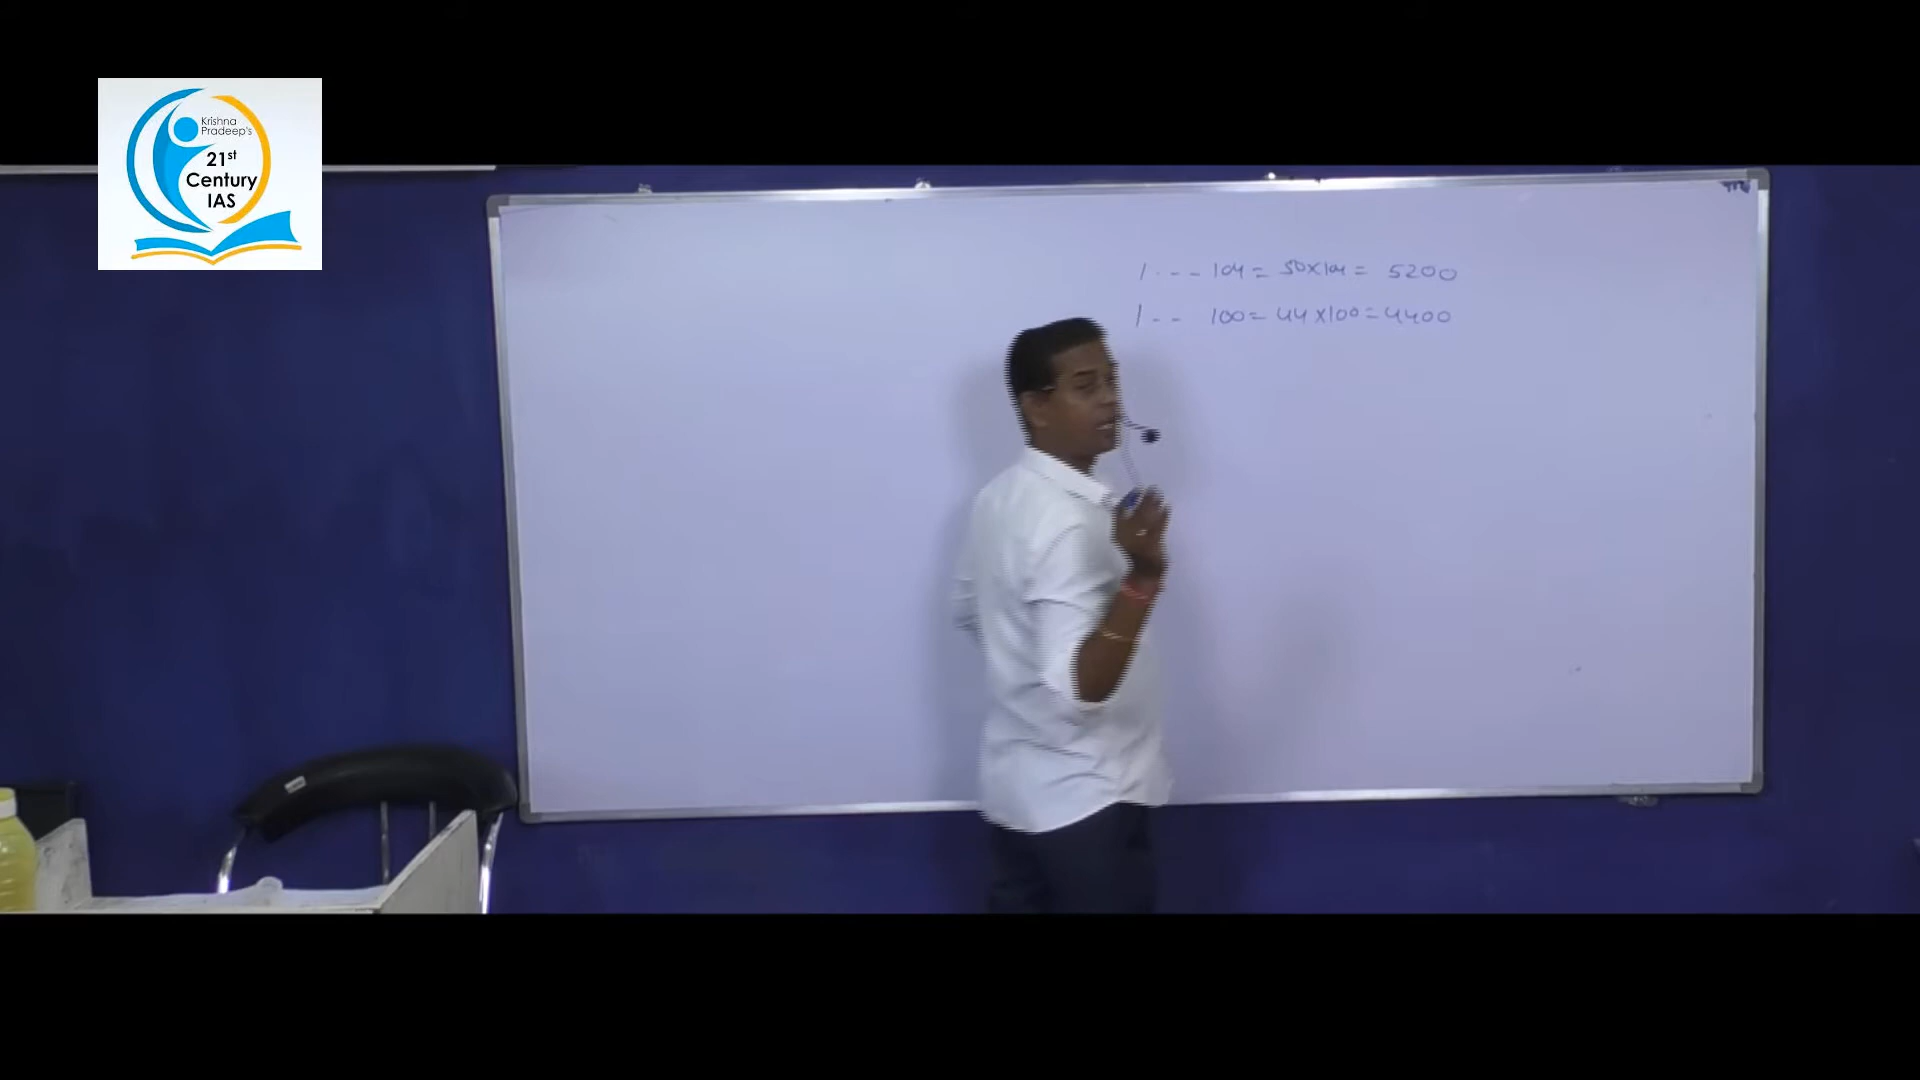 Krishna
Pradeep's
21st
Century
IAS
1 - - - 104 = 50x104 = 5200
1 - - 100 = 44x100 = 4400